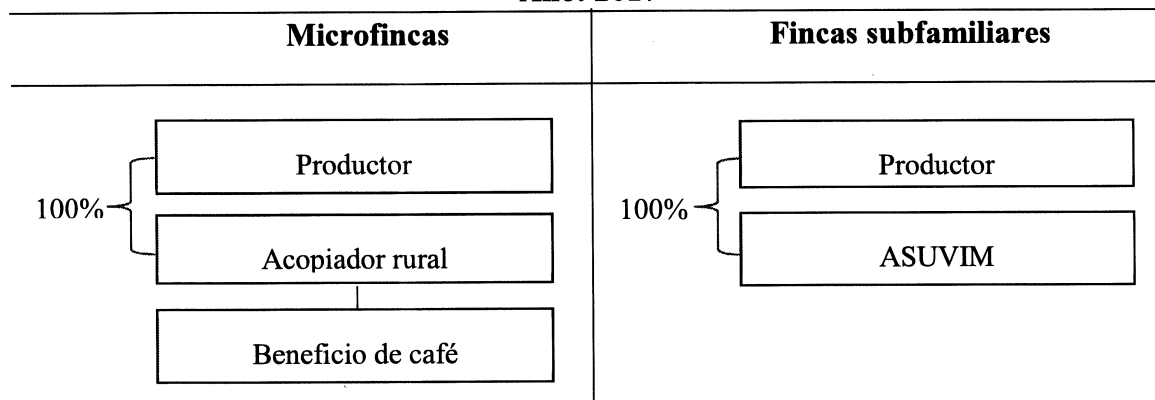 Microfincas
Fincas subfamiliares
Productor
100%
Acopiador rural
Beneficio de café
Productor
100%
ASUVIM